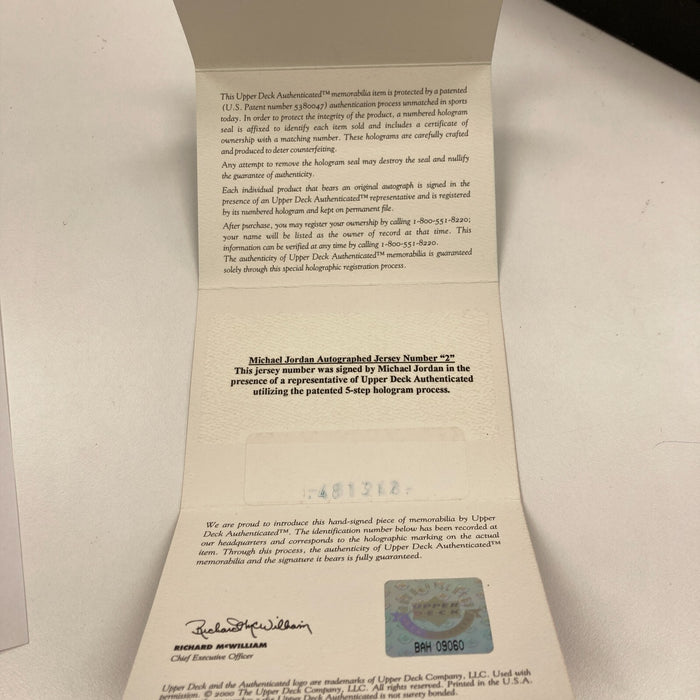 This Upper Deck Authenticated™ memorabilia item is protected by a patented
(U.S. Patent number 5380047) authentication process unmatched in sports
today. In order to protect the integrity of the product, a numbered hologram
seal is affixed to identify each item sold and includes a certificate of
ownership with a matching number. These holograms are carefully crafted
and produced to deter counterfeiting.
Any attempt to remove the hologram seal may destroy the seal and nullify
the guarantee of authenticity.
Each individual product that bears an original autograph is signed in the
presence of an Upper Deck Authenticated™ representative and is registered
by its numbered hologram and kept on permanent file.
After purchase, you may register your ownership by calling 1-800-551-8220;
your name will be listed as the owner of record at that time. This
information can be verified at any time by calling 1-800-551-8220.
The authenticity of Upper Deck Authenticated™ memorabilia is guaranteed
solely through this special holographic registration process.
Michael Jordan Autographed Jersey Number "2"
This jersey number was signed by Michael Jordan in the
presence of a representative of Upper Deck Authenticated
utilizing the patented 5-step hologram process.
We are proud to introduce this hand-signed piece of memorabilia by Upper
Deck Authenticated™. The identification number below has been recorded at
our headquarters and corresponds to the holographic marking on the actual
item. Through this process, the authenticity of Upper Deck Authenticated™
memorabilia and the signature it bears is fully guaranteed.
Richard McWilliam
RICHARD McWILLIAM
Chief Executive Officer
UPPER
DECK
BAH 09060
Upper Deck and the Authenticated logo are trademarks of Upper Deck Company, LLC. Used with
permission. © 2000 The Upper Deck Company, LLC. All rights reserved. Printed in the U.S.A.
Upper Deck Authenticated is not surety bonded.